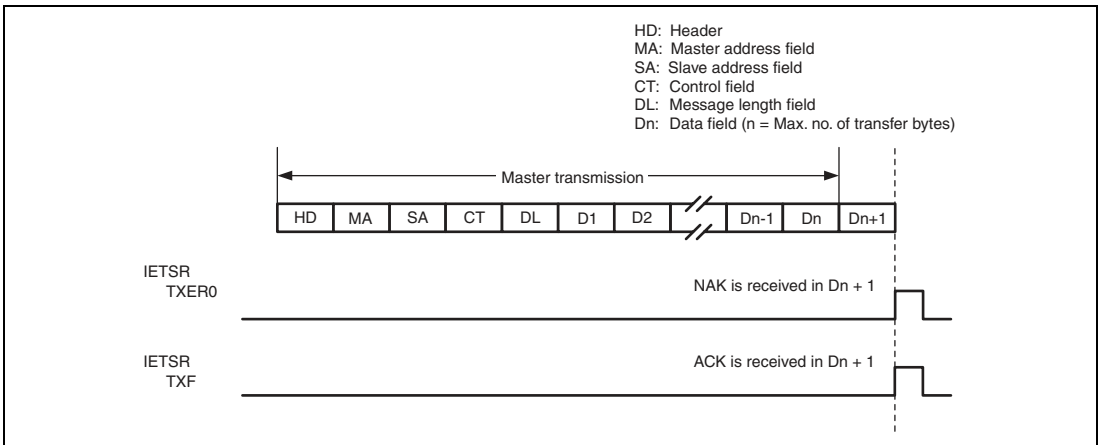 HD: Header
MA: Master address field
SA: Slave address field
CT: Control field
DL: Message length field
Dn: Data field (n = Max. no. of transfer bytes)
Master transmission
HD MA SA CT DL D1 D2 Dn-1 Dn Dn+1
IETSR
TXER0
NAK is received in Dn + 1
IETSR
TXF
ACK is received in Dn + 1